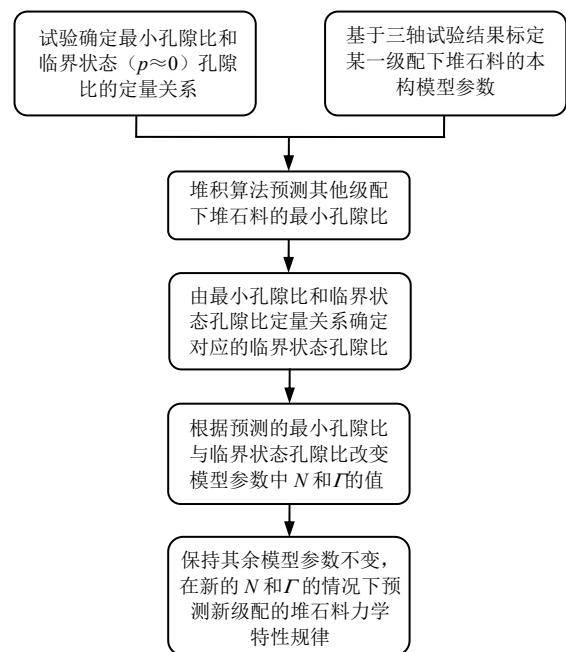 试验确定最小孔隙比和
临界状态（p≈0）孔隙
比的定量关系
基于三轴试验结果标定
某一级配下堆石料的本
构模型参数
堆积算法预测其他级配
下堆石料的最小孔隙比
由最小孔隙比和临界状
态孔隙比定量关系确定
对应的临界状态孔隙比
根据预测的最小孔隙比
与临界状态孔隙比改变
模型参数中 N 和Γ的值
保持其余模型参数不变，
在新的 N 和Γ 的情况下预
测新级配的堆石料力学
特性规律